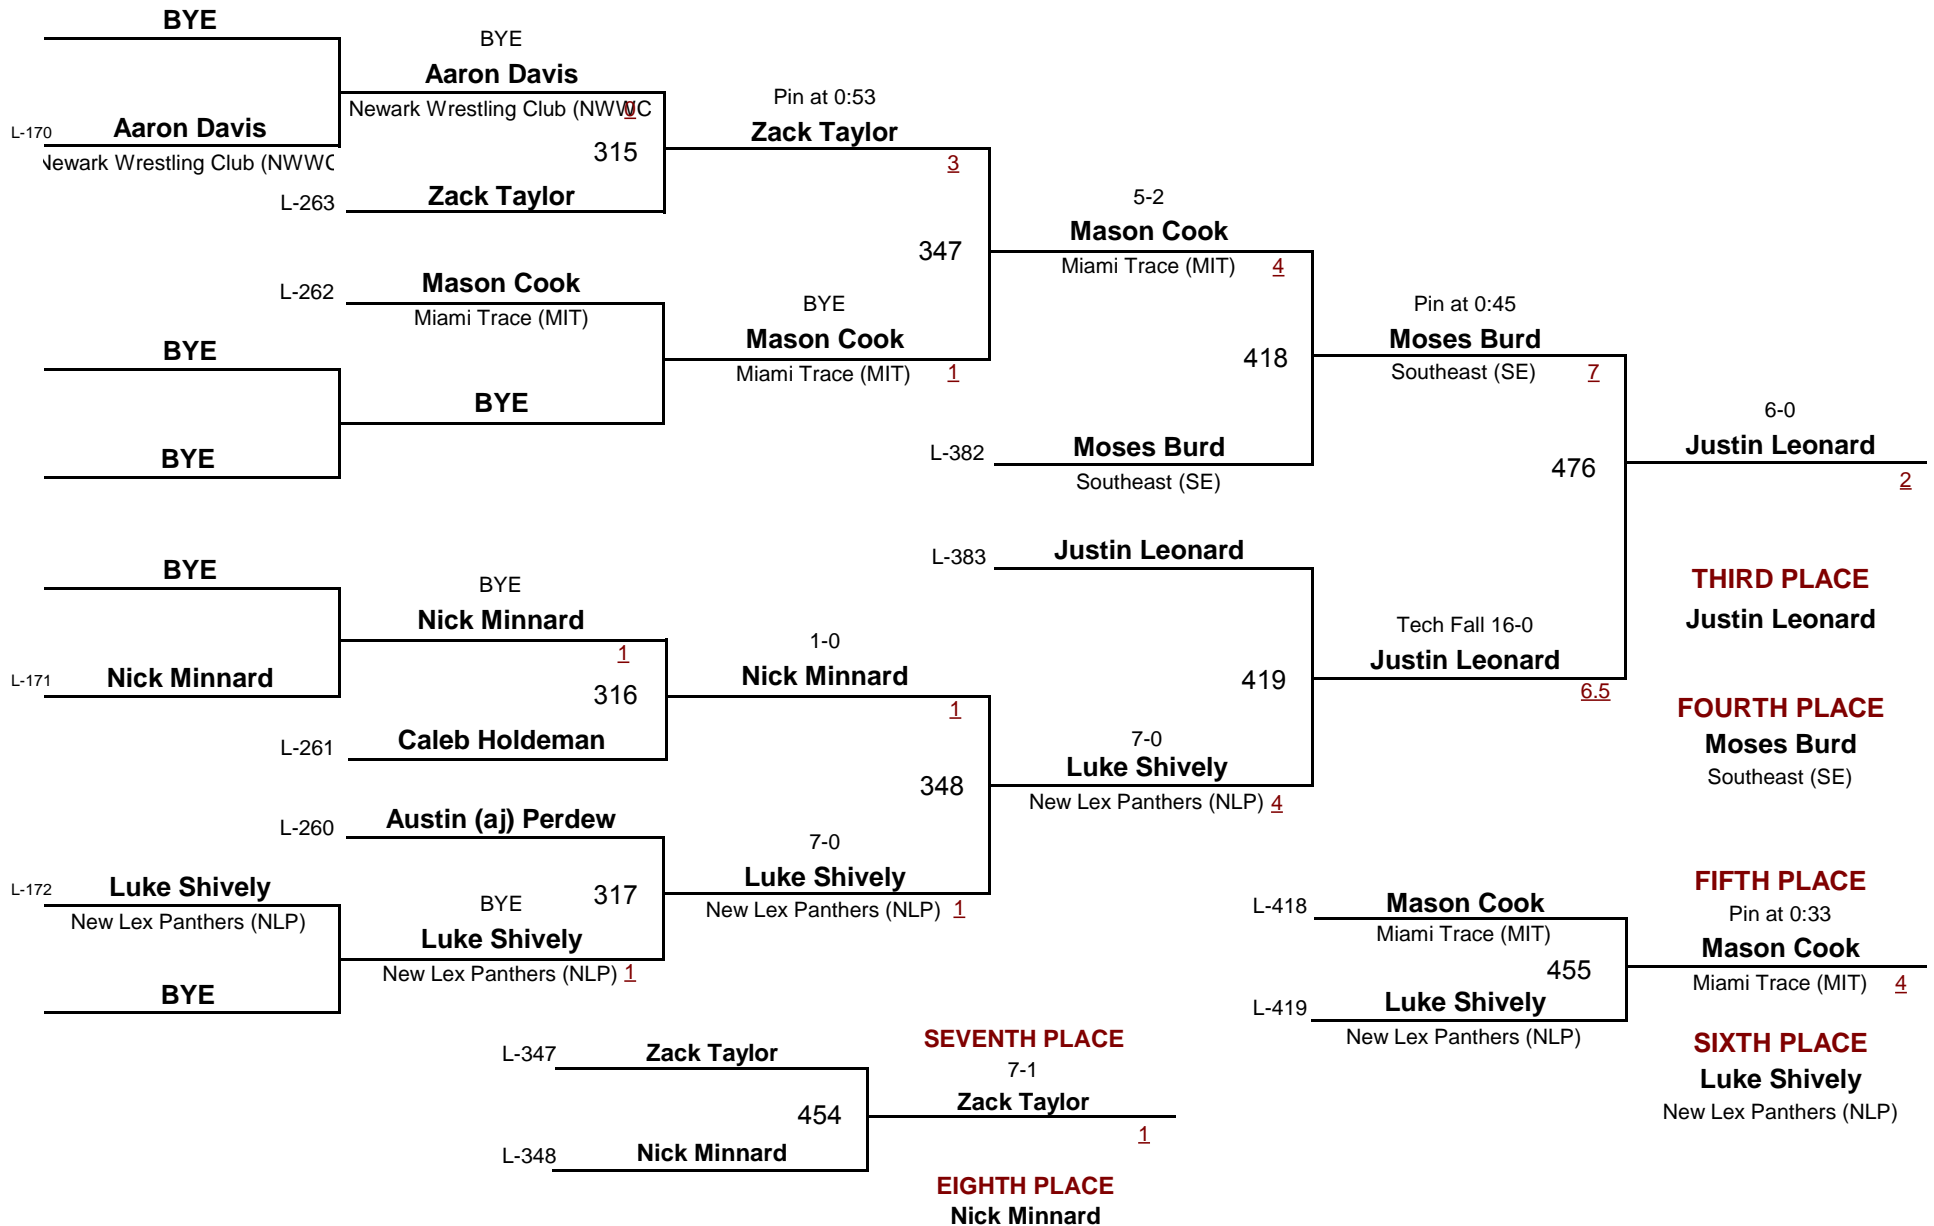 BYE
BYE
Aaron Davis
Newark Wrestling Club (NWWC
0
L-170
Aaron Davis
Newark Wrestling Club (NWWC
315
Pin at 0:53
Zack Taylor
3
L-263
Zack Taylor
5-2
Mason Cook
Miami Trace (MIT)
4
347
L-262
Mason Cook
Miami Trace (MIT)
BYE
Mason Cook
Miami Trace (MIT)
1
BYE
BYE
BYE
418
Pin at 0:45
Moses Burd
Southeast (SE)
7
L-382
Moses Burd
Southeast (SE)
476
6-0
Justin Leonard
2
BYE
BYE
Nick Minnard
1
L-171
Nick Minnard
316
1-0
Nick Minnard
1
L-261
Caleb Holdeman
L-383
Justin Leonard
419
Tech Fall 16-0
Justin Leonard
6.5
THIRD PLACE
Justin Leonard
FOURTH PLACE
Moses Burd
Southeast (SE)
7-0
Luke Shively
New Lex Panthers (NLP)
4
348
L-260
Austin (aj) Perdew
7-0
Luke Shively
New Lex Panthers (NLP)
1
L-172
Luke Shively
New Lex Panthers (NLP)
BYE
317
Luke Shively
New Lex Panthers (NLP)
1
BYE
L-418
Mason Cook
Miami Trace (MIT)
455
L-419
Luke Shively
New Lex Panthers (NLP)
FIFTH PLACE
Pin at 0:33
Mason Cook
Miami Trace (MIT)
4
SIXTH PLACE
Luke Shively
New Lex Panthers (NLP)
L-347
Zack Taylor
454
L-348
Nick Minnard
SEVENTH PLACE
7-1
Zack Taylor
1
EIGHTH PLACE
Nick Minnard